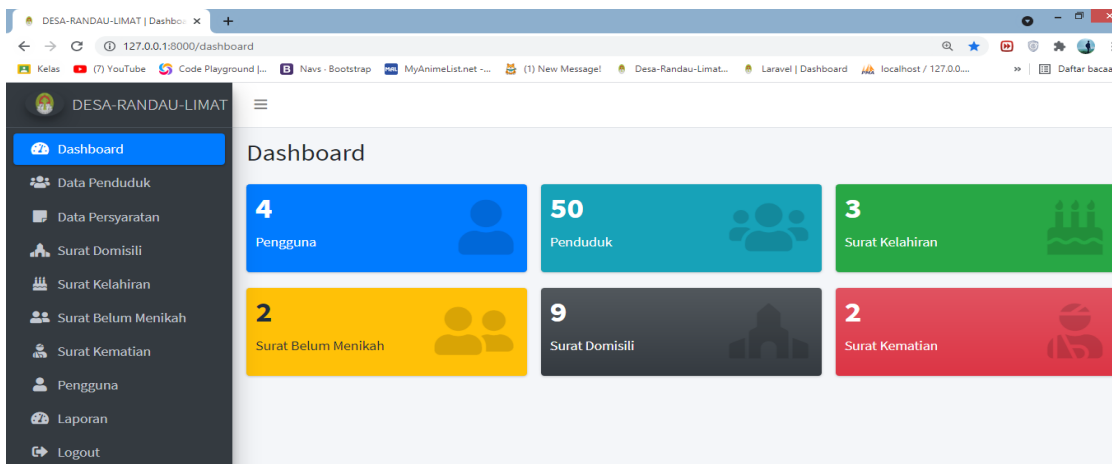 DESA-RANDAU-LIMAT | Dashbo
127.0.0.1:8000/dashboard
Kelas (7) YouTube Code Playground |... Navs · Bootstrap MyAnimeList.net -... (1) New Message! Desa-Randau-Limat... Laravel | Dashboard localhost / 127.0.0.... » Daftar bacaa
DESA-RANDAU-LIMAT
Dashboard
Data Penduduk
Data Persyaratan
Surat Domisili
Surat Kelahiran
Surat Belum Menikah
Surat Kematian
Pengguna
Laporan
Logout
Dashboard
4
Pengguna
50
Penduduk
3
Surat Kelahiran
2
Surat Belum Menikah
9
Surat Domisili
2
Surat Kematian